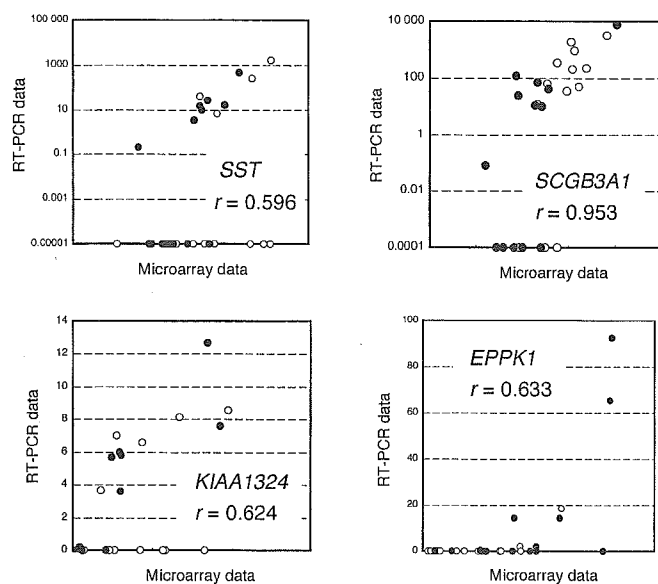 100 000
1000
10
0.1
0.001
0.00001
RT-PCR data
SST
r = 0.596
Microarray data
10 000
100
1
0.01
0.0001
RT-PCR data
SCGB3A1
r = 0.953
Microarray data
14
12
10
8
6
4
2
0
RT-PCR data
KIAA1324
r = 0.624
Microarray data
100
80
60
40
20
0
RT-PCR data
EPPK1
r = 0.633
Microarray data